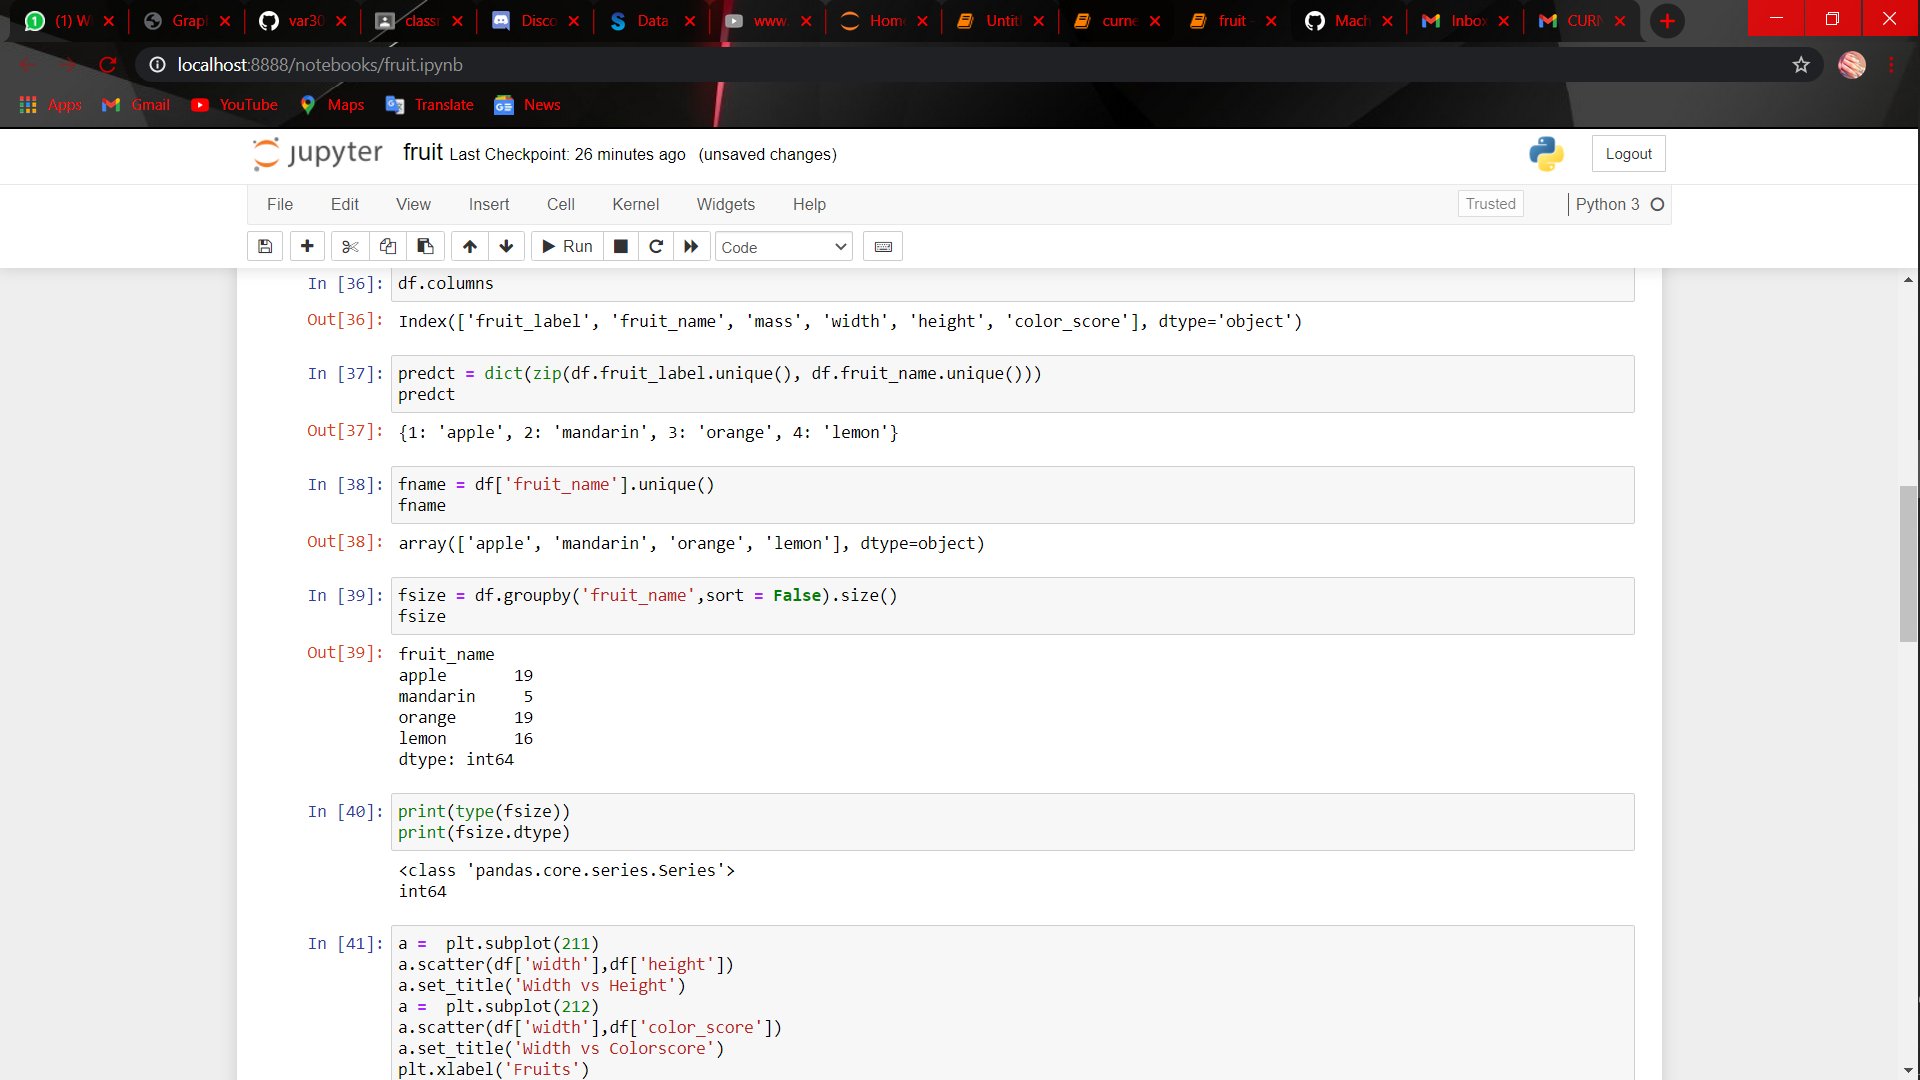 (1) W
Grap
var30
class
Disco
Data
www.
Home
Untitl
curne
fruit -
Mach
Inbox
CURN
localhost:8888/notebooks/fruit.ipynb
Apps Gmail YouTube Maps Translate News
jupyter fruit Last Checkpoint: 26 minutes ago (unsaved changes) Logout
File Edit View Insert Cell Kernel Widgets Help Trusted Python 3
Run Code
In [36]: df.columns
Out[36]: Index(['fruit_label', 'fruit_name', 'mass', 'width', 'height', 'color_score'], dtype='object')
In [37]: predct = dict(zip(df.fruit_label.unique(), df.fruit_name.unique()))
predct
Out[37]: {1: 'apple', 2: 'mandarin', 3: 'orange', 4: 'lemon'}
In [38]: fname = df['fruit_name'].unique()
fname
Out[38]: array(['apple', 'mandarin', 'orange', 'lemon'], dtype=object)
In [39]: fsize = df.groupby('fruit_name',sort = False).size()
fsize
Out[39]: fruit_name
apple 19
mandarin 5
orange 19
lemon 16
dtype: int64
In [40]: print(type(fsize))
print(fsize.dtype)
<class 'pandas.core.series.Series'>
int64
In [41]: a = plt.subplot(211)
a.scatter(df['width'],df['height'])
a.set_title('Width vs Height')
a = plt.subplot(212)
a.scatter(df['width'],df['color_score'])
a.set_title('Width vs Colorscore')
plt.xlabel('Fruits')